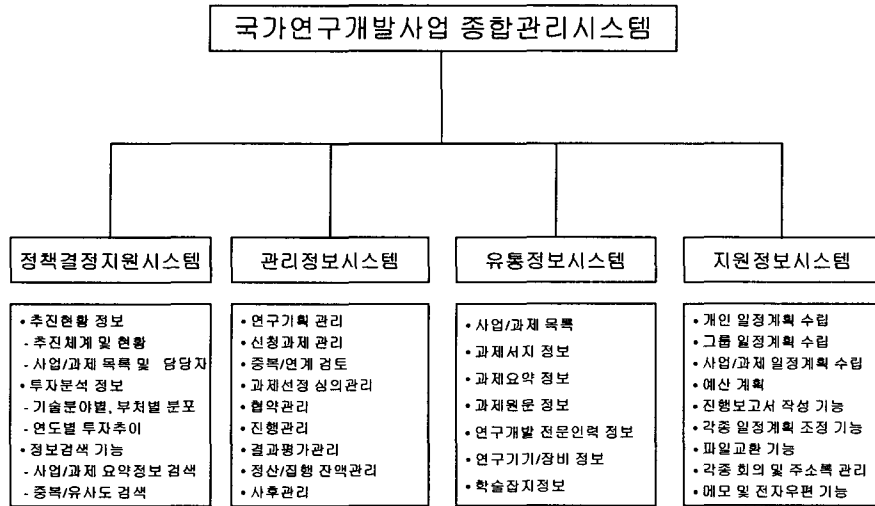 국가연구개발사업 종합관리시스템
정책결정지원시스템
• 추진현황 정보
- 추진체계 및 현황
- 사업/과제 목록 및 담당자
• 투자분석 정보
- 기술분야별, 부처별 분포
- 연도별 투자추이
• 정보검색 기능
- 사업/과제 요약정보 검색
- 중복/유사도 검색
관리정보시스템
• 연구기획 관리
• 신청과제 관리
• 중복/연계 검토
• 과제선정 심의관리
• 협약관리
• 진행관리
• 결과평가관리
• 정산/집행 잔액관리
• 사후관리
유통정보시스템
• 사업/과제 목록
• 과제서지 정보
• 과제요약 정보
• 과제원문 정보
• 연구개발 전문인력 정보
• 연구기기/장비 정보
• 학술잡지정보
지원정보시스템
• 개인 일정계획 수립
• 그룹 일정계획 수립
• 사업/과제 일정계획 수립
• 예산 계획
• 진행보고서 작성 기능
• 각종 일정계획 조정 기능
• 파일교환 기능
• 각종 회의 및 주소록 관리
• 메모 및 전자우편 기능